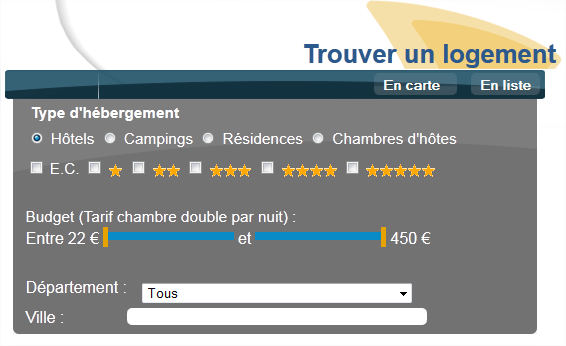 Trouver un logement
En carte En liste
Type d'hébergement
Hôtels Campings Résidences Chambres d'hôtes
E.C.
Budget (Tarif chambre double par nuit) :
Entre 22 € et 450 €
Département : Tous
Ville :